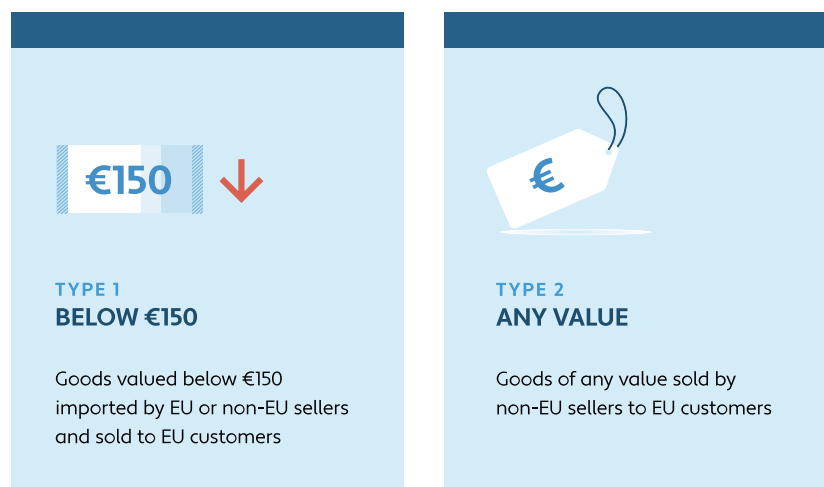 €150
TYPE 1
BELOW €150
Goods valued below €150
imported by EU or non-EU sellers
and sold to EU customers
€
TYPE 2
ANY VALUE
Goods of any value sold by
non-EU sellers to EU customers